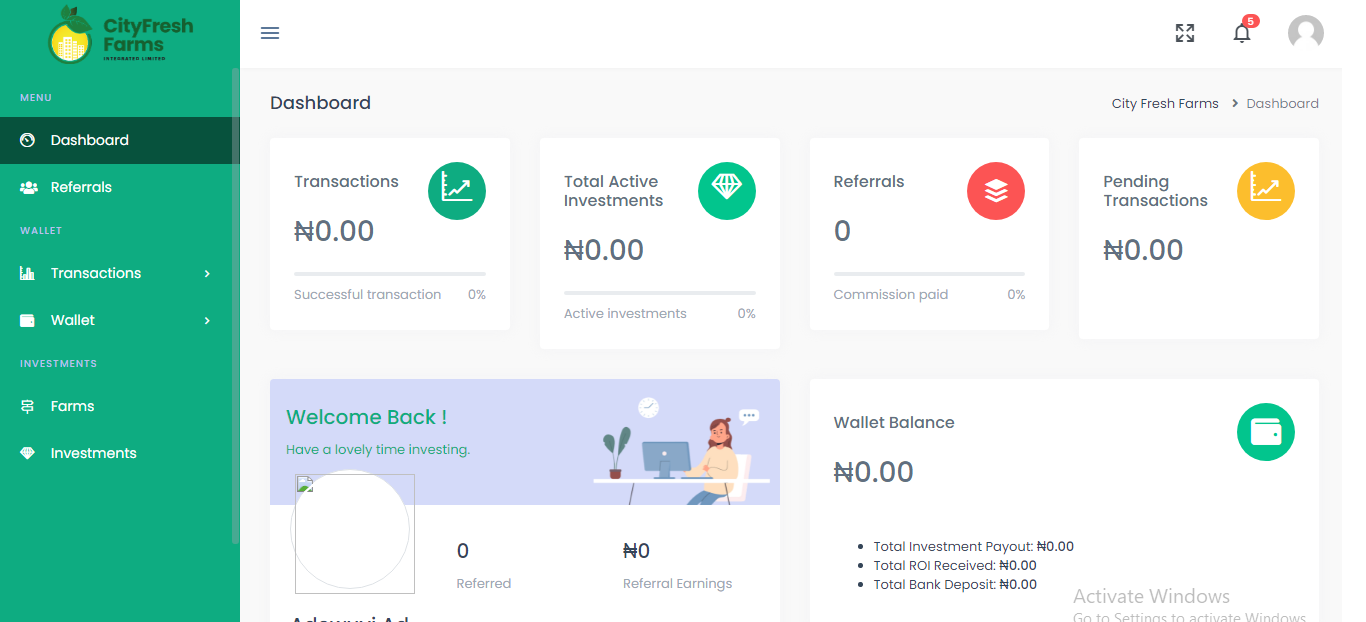 CityFresh
Farms
INTEGRATED LIMITED
5
MENU
Dashboard
Referrals
WALLET
Transactions
Wallet
INVESTMENTS
Farms
Investments
Dashboard
City Fresh Farms > Dashboard
Transactions
₦0.00
Successful transaction 0%
Total Active
Investments
₦0.00
Active investments 0%
Referrals
0
Commission paid 0%
Pending
Transactions
₦0.00
Welcome Back !
Have a lovely time investing.
0
Referred
₦0
Referral Earnings
Wallet Balance
₦0.00
Total Investment Payout: ₦0.00
Total ROI Received: ₦0.00
Total Bank Deposit: ₦0.00
Activate Windows
Go to Settings to activate Windows.